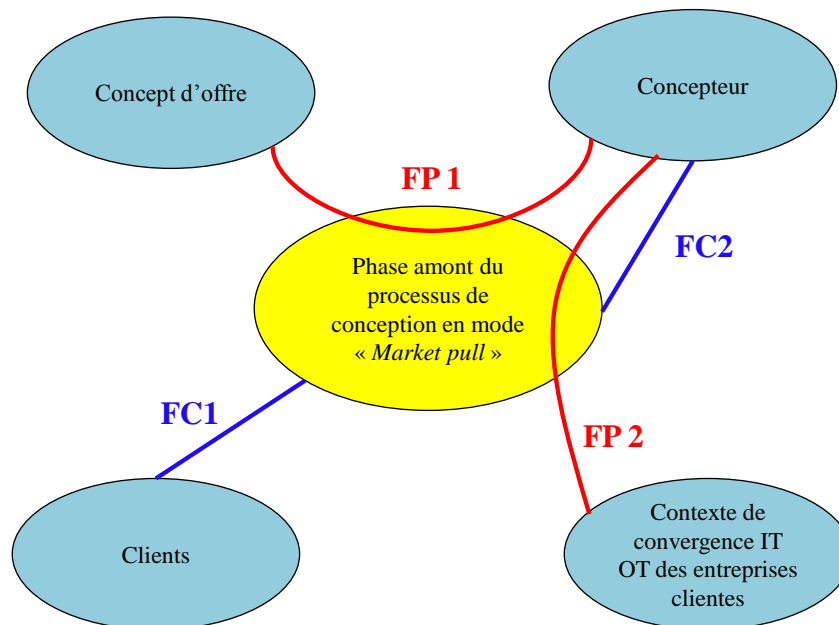 Concept d’offre
Concepteur
FP 1
FC2
Phase amont du
processus de
conception en mode
« Market pull »
FC1
FP 2
Clients
Contexte de
convergence IT
OT des entreprises
clientes